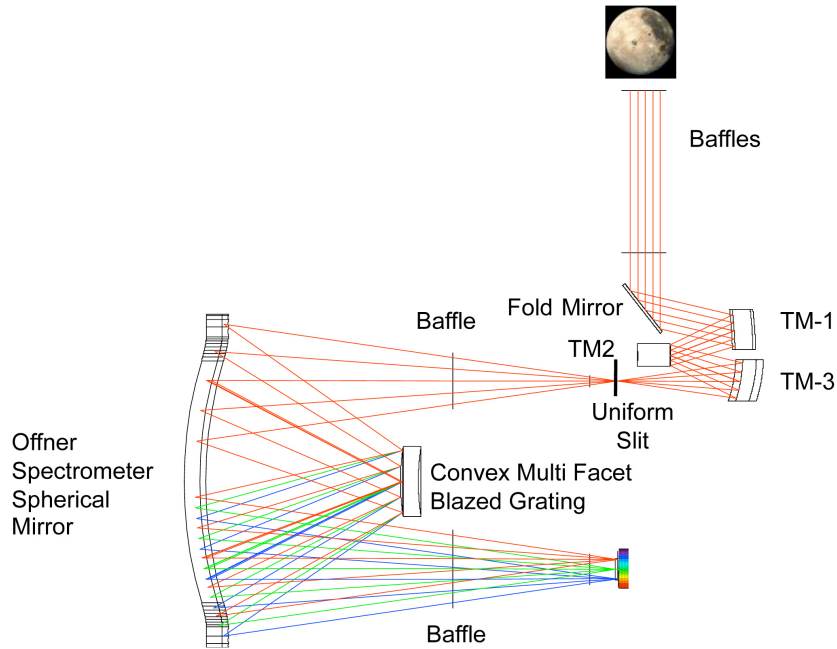 Baffles
Fold Mirror
TM-1
Baffle
TM2
TM-3
Uniform
Slit
Offner
Spectrometer
Spherical
Mirror
Convex Multi Facet
Blazed Grating
Baffle